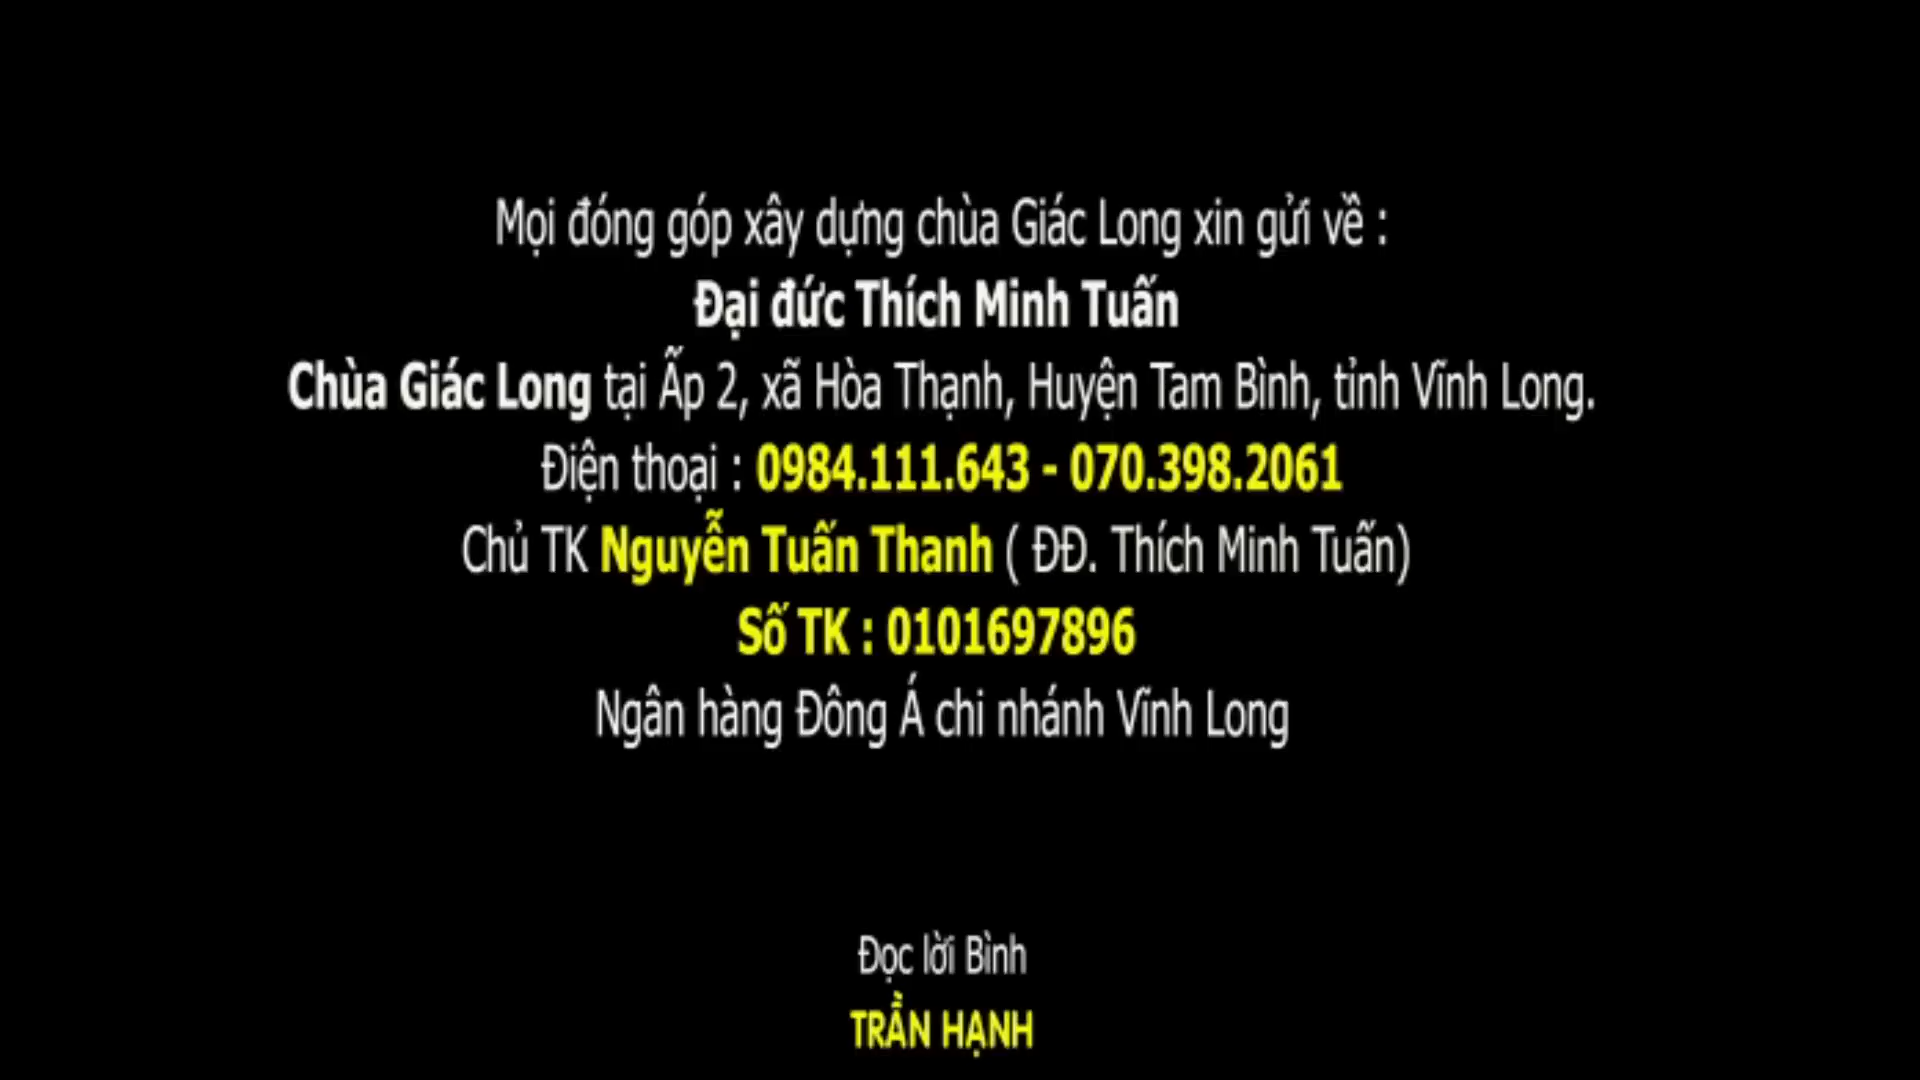 Mọi đóng góp xây dựng chùa Giác Long xin gửi về :
Đại đức Thích Minh Tuấn
Chùa Giác Long tại Ấp 2, xã Hòa Thạnh, Huyện Tam Bình, tỉnh Vĩnh Long.
Điện thoại : 0984.111.643 - 070.398.2061
Chủ TK Nguyễn Tuấn Thanh ( ĐĐ. Thích Minh Tuấn)
Số TK : 0101697896
Ngân hàng Đông Á chi nhánh Vĩnh Long
Đọc lời Bình
TRẦN HẠNH